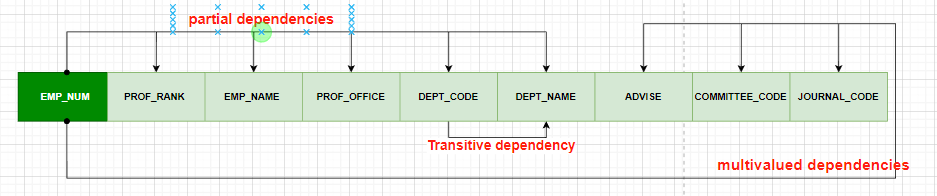 partial dependencies
EMP_NUM PROF_RANK EMP_NAME PROF_OFFICE DEPT_CODE DEPT_NAME ADVISE COMMITTEE_CODE JOURNAL_CODE
Transitive dependency
multivalued dependencies